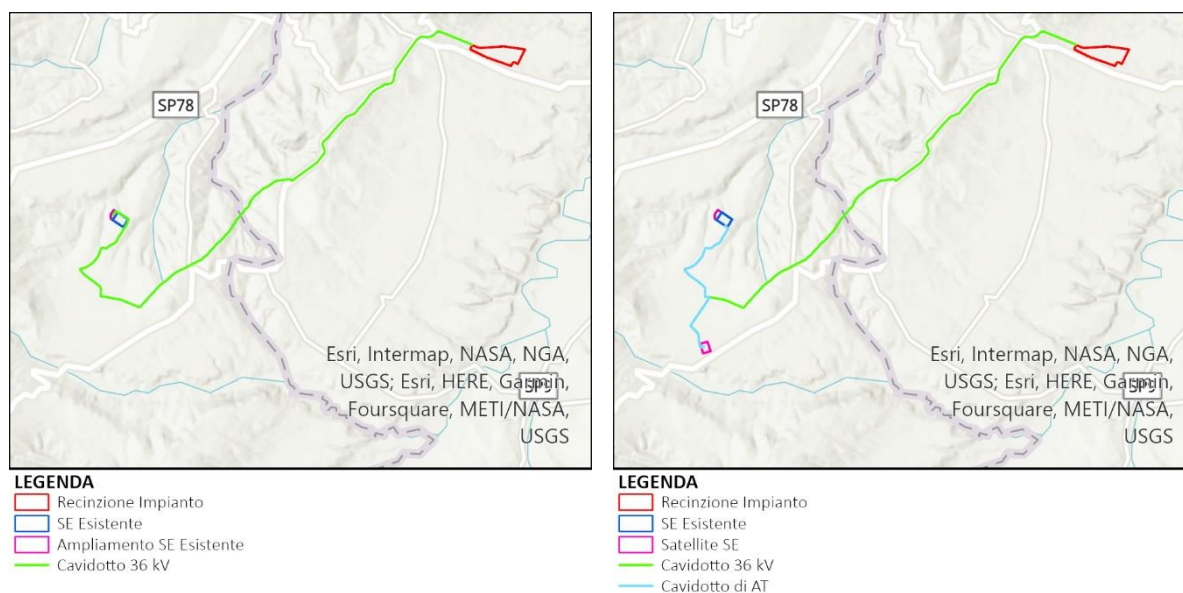 SP78
Esri, Intermap, NASA, NGA,
USGS; Esri, HERE, Garmin,
Foursquare, METI/NASA,
USGS
LEGENDA
Recinzione Impianto
SE Esistente
Ampliamento SE Esistente
Cavidotto 36 kV
SP78
Esri, Intermap, NASA, NGA,
USGS; Esri, HERE, Garmin,
Foursquare, METI/NASA,
USGS
LEGENDA
Recinzione Impianto
SE Esistente
Satellite SE
Cavidotto 36 kV
Cavidotto di AT